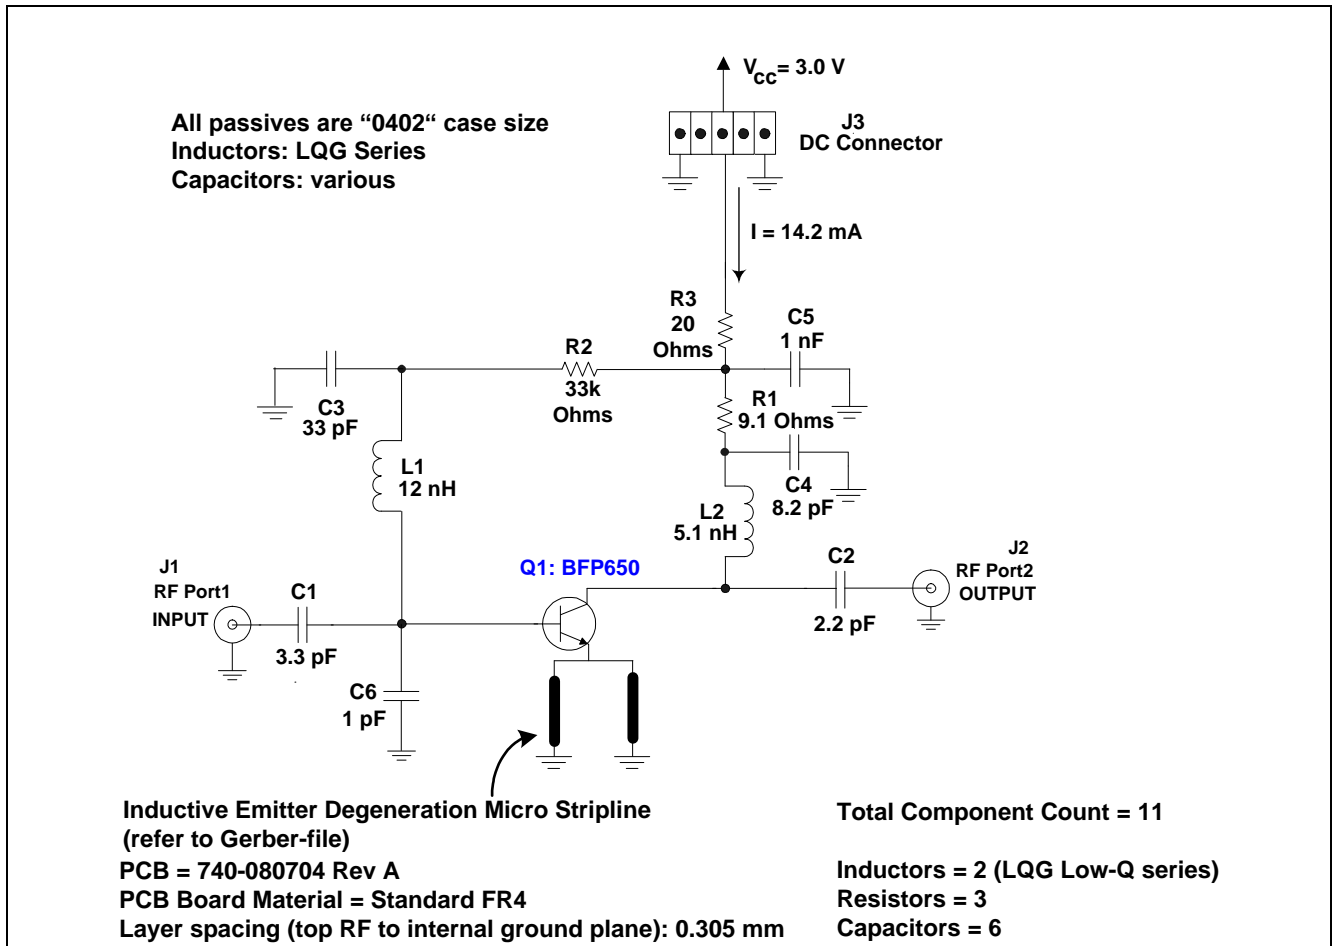 V_CC = 3.0 V
All passives are “0402“ case size
Inductors: LQG Series
Capacitors: various
J3
DC Connector
I = 14.2 mA
R3
20
Ohms
C5
1 nF
R2
33k
Ohms
C3
33 pF
R1
9.1 Ohms
L1
12 nH
C4
8.2 pF
L2
5.1 nH
J1
RF Port1
INPUT
C1
3.3 pF
Q1: BFP650
C2
2.2 pF
J2
RF Port2
OUTPUT
C6
1 pF
Inductive Emitter Degeneration Micro Stripline
(refer to Gerber-file)
PCB = 740-080704 Rev A
PCB Board Material = Standard FR4
Layer spacing (top RF to internal ground plane): 0.305 mm
Total Component Count = 11
Inductors = 2 (LQG Low-Q series)
Resistors = 3
Capacitors = 6